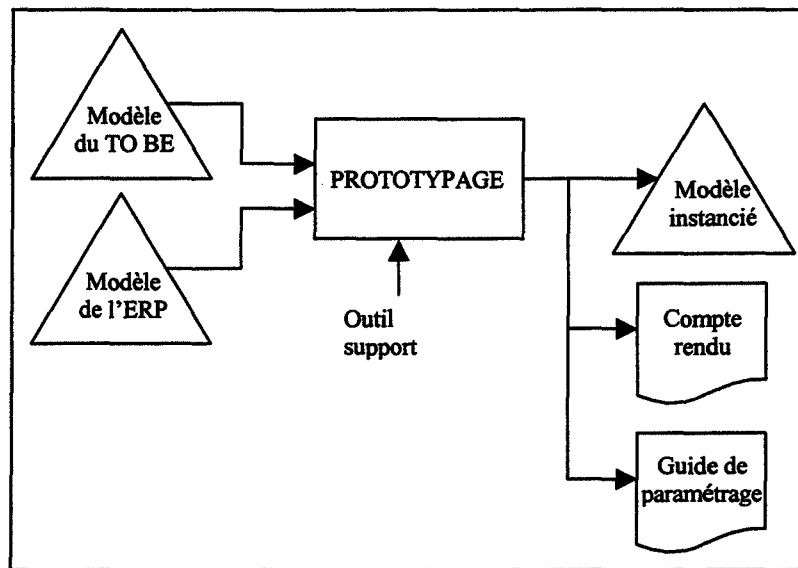 Modèle
du TO BE
Modèle
de l'ERP
PROTOTYPAGE
Outil
support
Modèle
instancié
Compte
rendu
Guide de
paramétrage